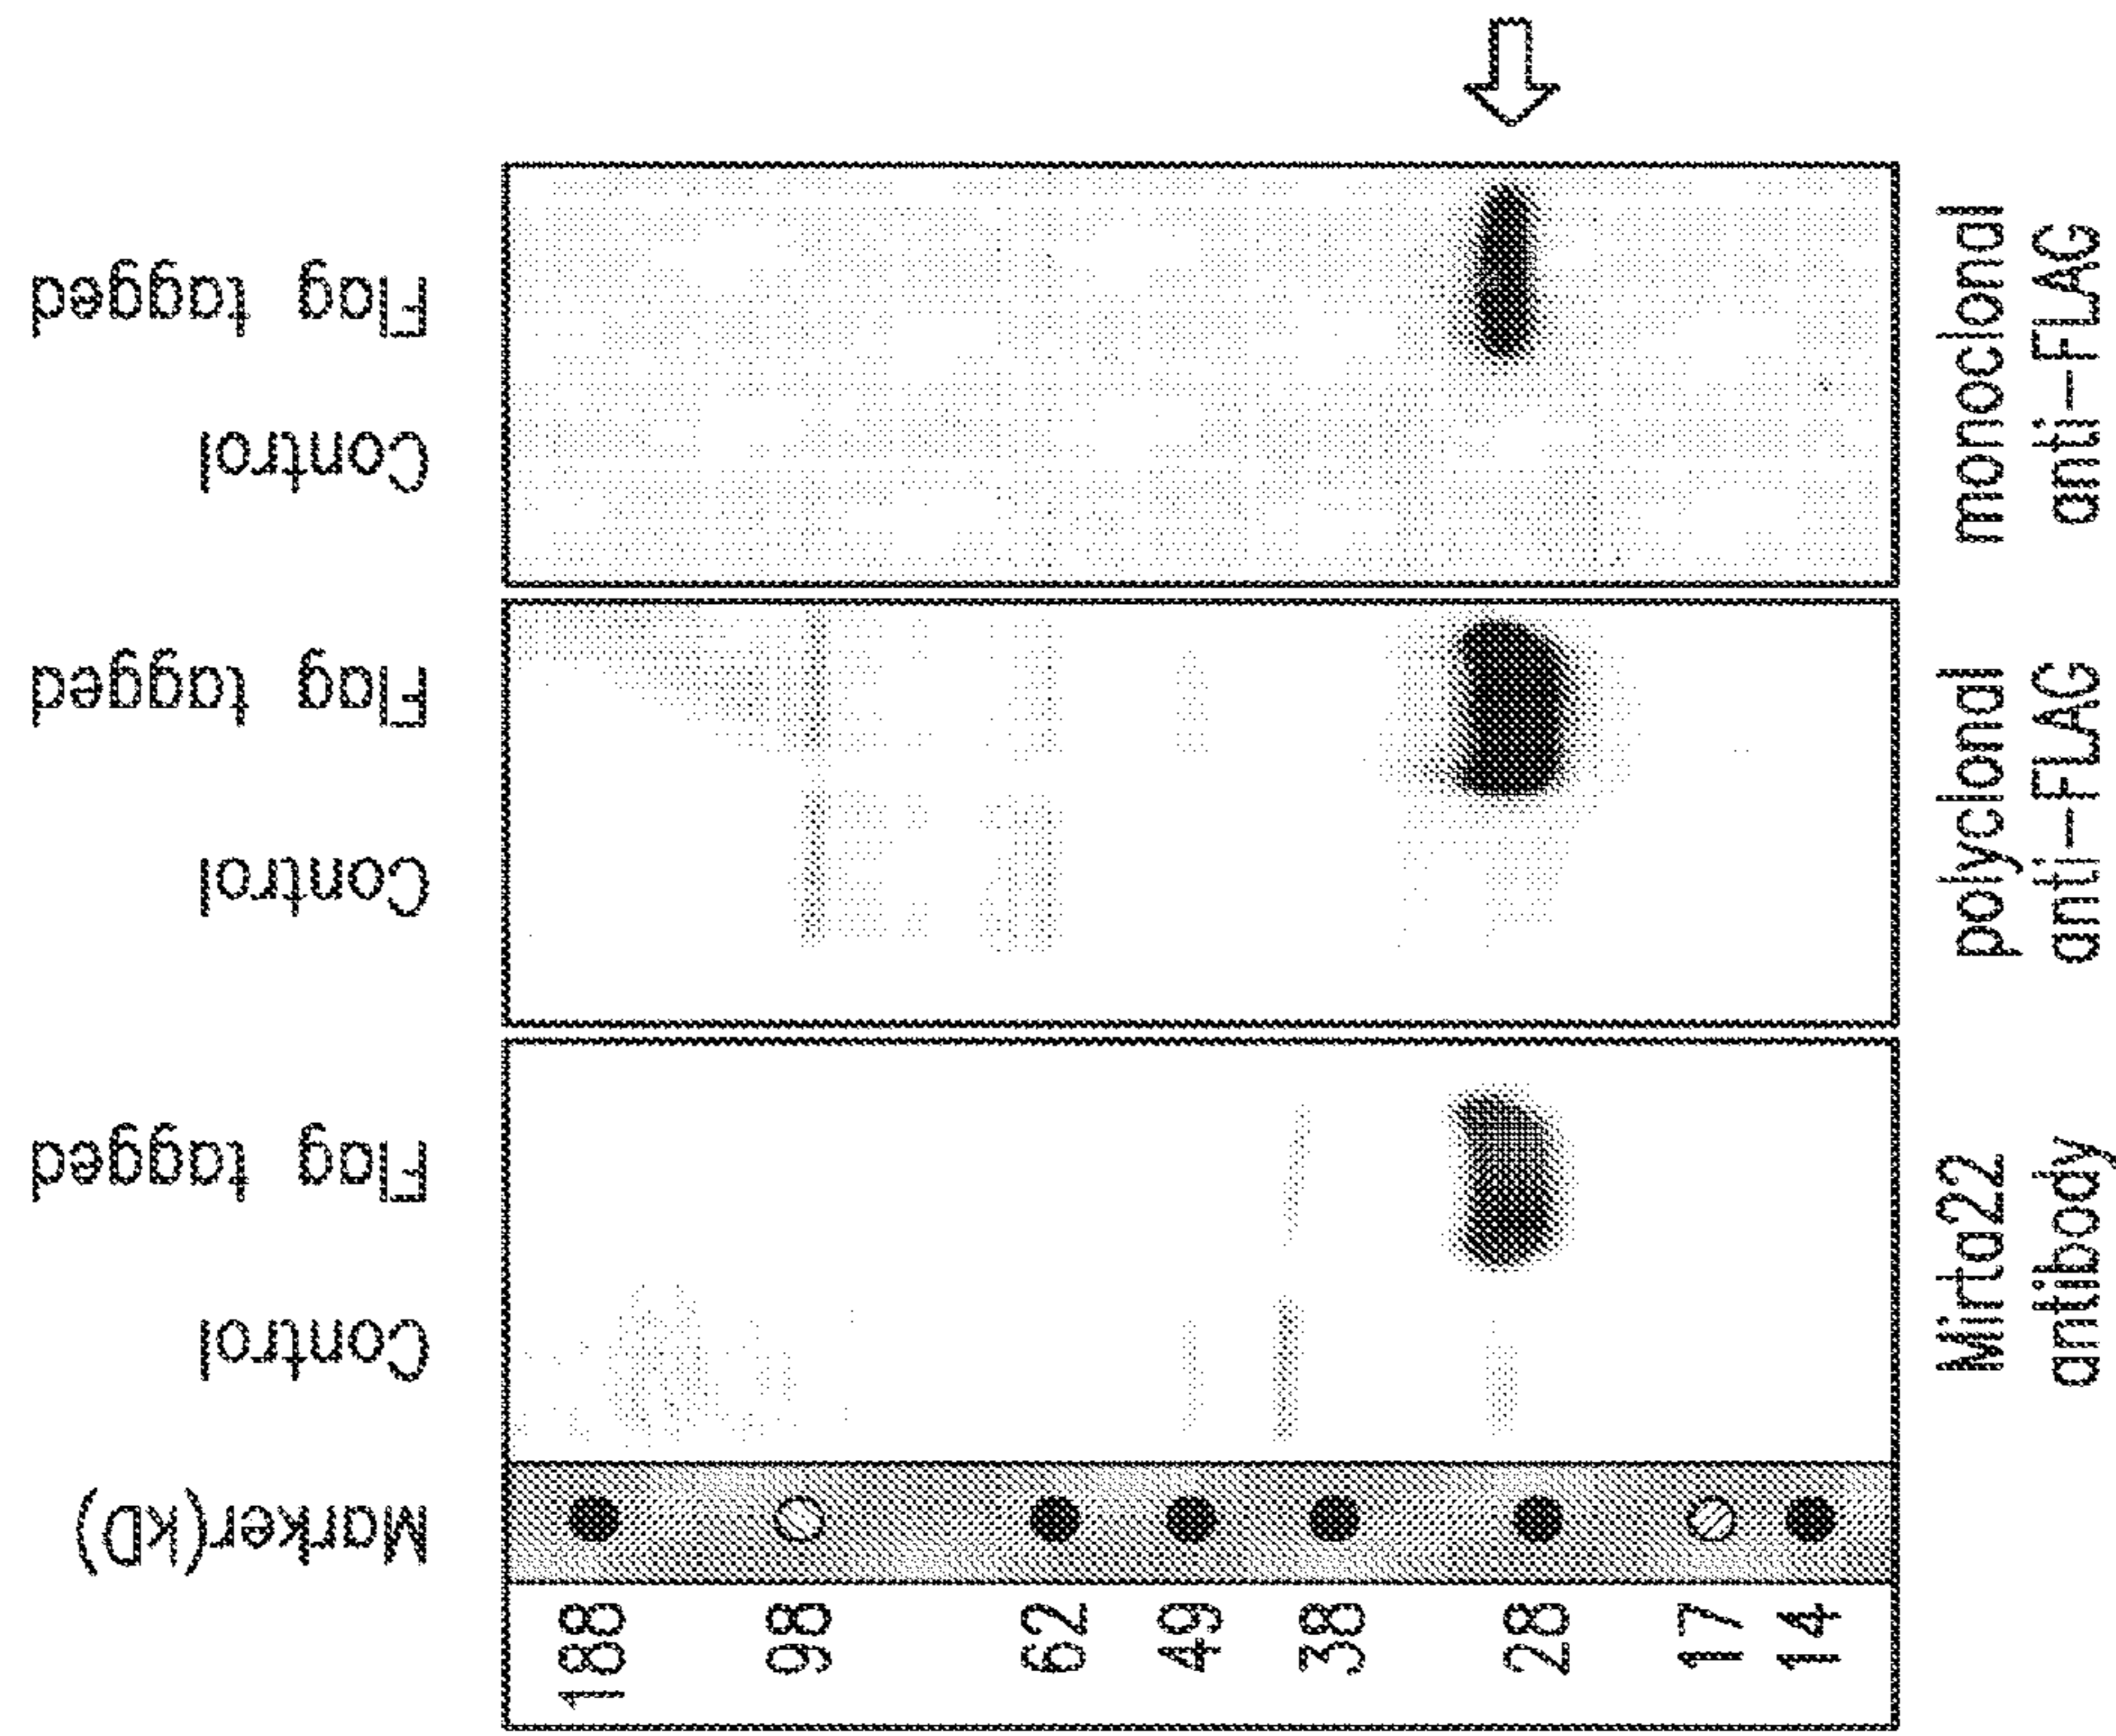 Marker(kD)
Control
Flag tagged
Control
Flag tagged
Control
Flag tagged
188
98
62
49
38
28
17
14
Mirta22
antibody
polyclonal
anti-FLAG
monoclonal
anti-FLAG